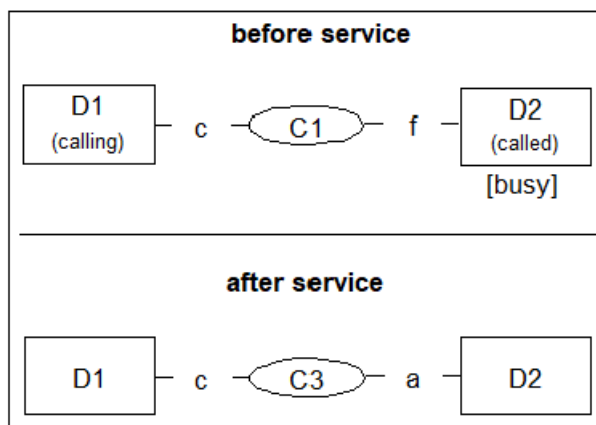 before service
D1 c C1 f D2
(calling) (called)
[busy]
after service
D1 c C3 a D2